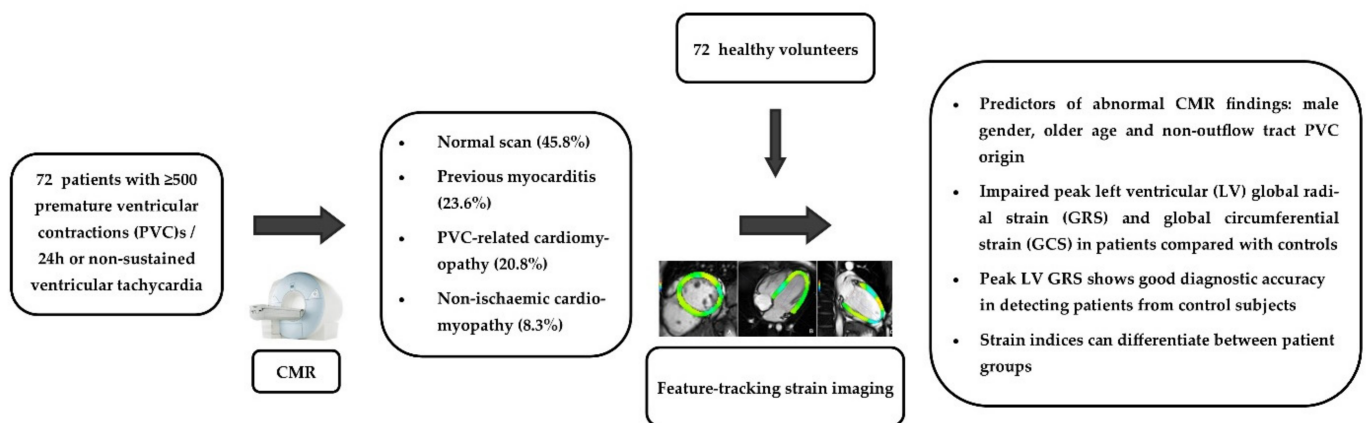 72 patients with ≥500
premature ventricular
contractions (PVC)s /
24h or non-sustained
ventricular tachycardia
CMR
• Normal scan (45.8%)
• Previous myocarditis
(23.6%)
• PVC-related cardiomy-
opathy (20.8%)
• Non-ischaemic cardio-
myopathy (8.3%)
72 healthy volunteers
Feature-tracking strain imaging
• Predictors of abnormal CMR findings: male
gender, older age and non-outflow tract PVC
origin
• Impaired peak left ventricular (LV) global radi-
al strain (GRS) and global circumferential
strain (GCS) in patients compared with controls
• Peak LV GRS shows good diagnostic accuracy
in detecting patients from control subjects
• Strain indices can differentiate between patient
groups